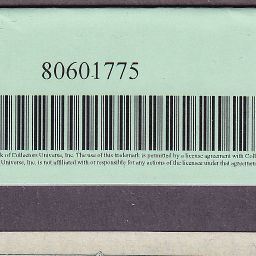 80601775
k of Collectors Universe, Inc. The use of this trademark is permitted by a license agreement with Coll
Universe, Inc. is not affiliated with or responsible for any actions of the licensee under that agreement